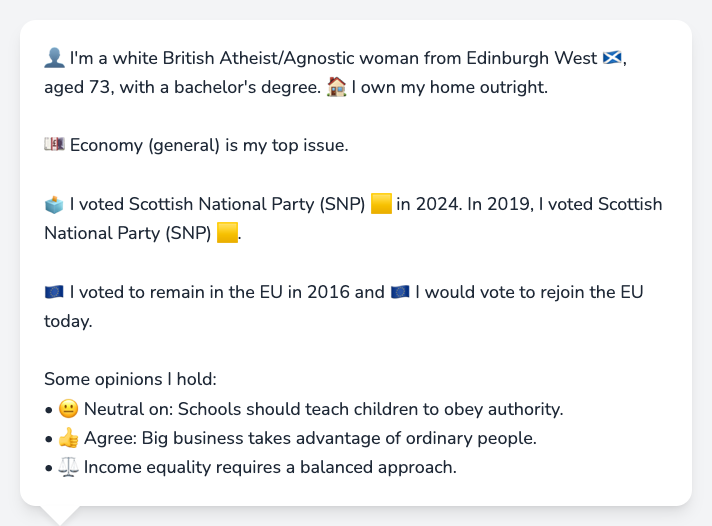 👤 I'm a white British Atheist/Agnostic woman from Edinburgh West 🏴󠁧󠁢󠁳󠁣󠁴󠁿,
aged 73, with a bachelor's degree. 🏠 I own my home outright.
💷 Economy (general) is my top issue.
🗳️ I voted Scottish National Party (SNP) 🟨 in 2024. In 2019, I voted Scottish
National Party (SNP) 🟨.
🇪🇺 I voted to remain in the EU in 2016 and 🇪🇺 I would vote to rejoin the EU
today.
Some opinions I hold:
• 😐 Neutral on: Schools should teach children to obey authority.
• 👍 Agree: Big business takes advantage of ordinary people.
• ⚖️ Income equality requires a balanced approach.